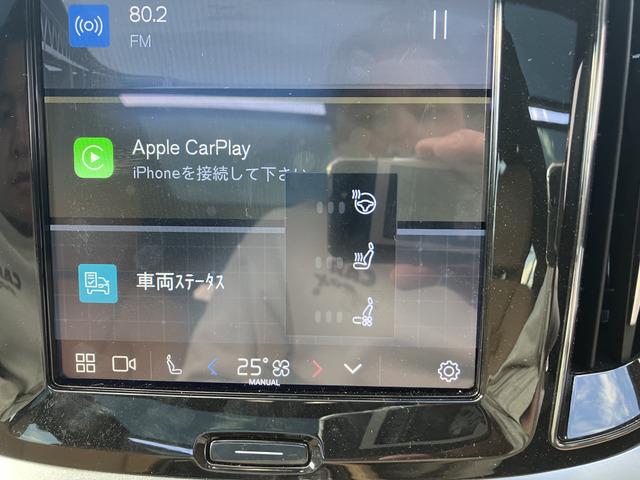 80.2
FM
Apple CarPlay
iPhoneを接続して下さい
車両ステータス
25°
MANUAL